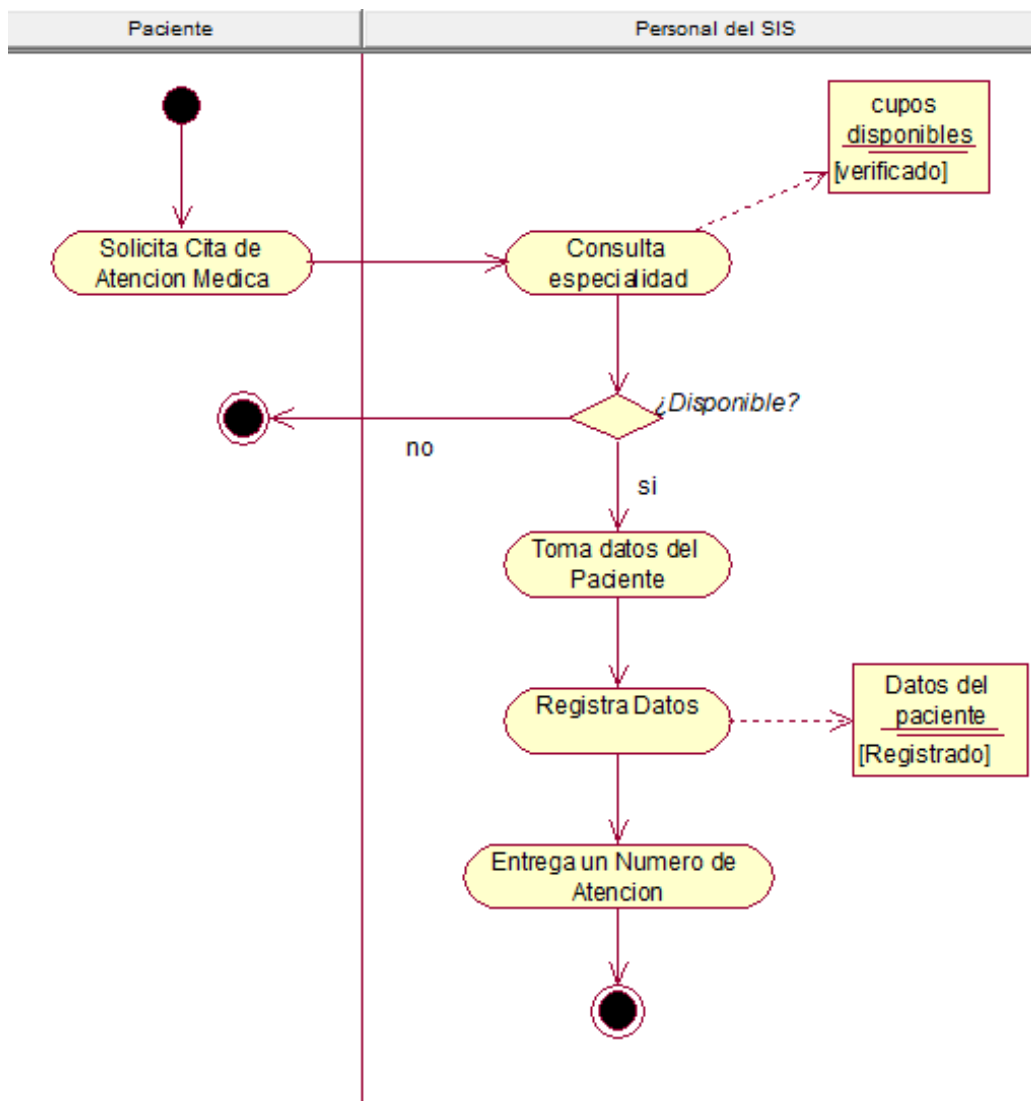 Paciente
Personal del SIS
cupos
disponibles
[verificado]
Solicita Cita de
Atencion Medica
Consulta
especialidad
¿Disponible?
no
si
Toma datos del
Paciente
Registra Datos
Datos del
paciente
[Registrado]
Entrega un Numero de
Atencion